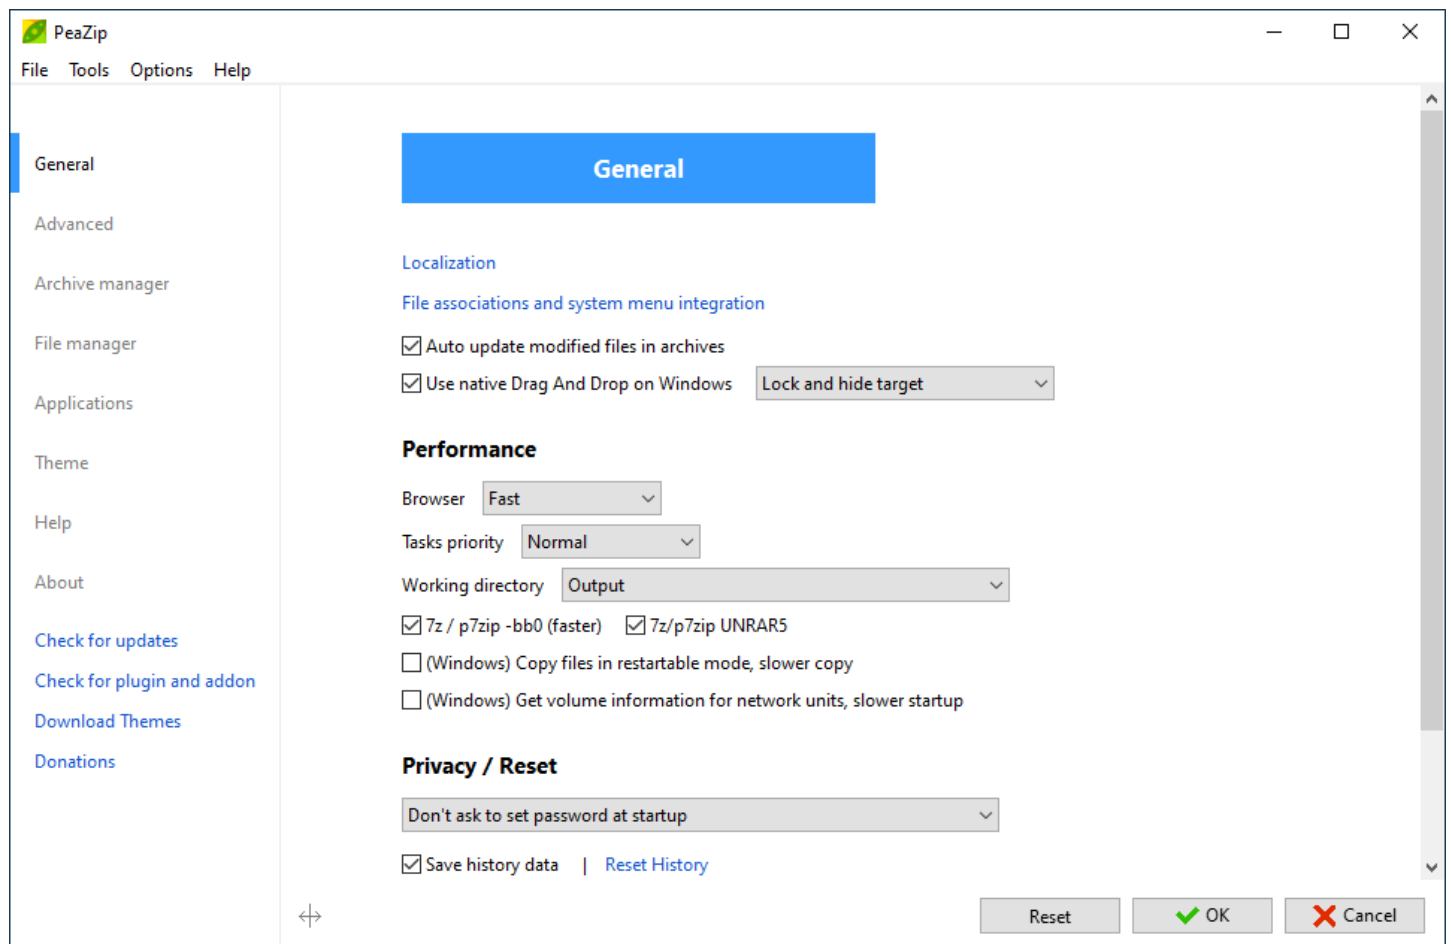 PeaZip
File Tools Options Help
General
Advanced
Archive manager
File manager
Applications
Theme
Help
About
Check for updates
Check for plugin and addon
Download Themes
Donations
General
Localization
File associations and system menu integration
Auto update modified files in archives
Use native Drag And Drop on Windows Lock and hide target
Performance
Browser Fast
Tasks priority Normal
Working directory Output
7z / p7zip -bb0 (faster) 7z/p7zip UNRAR5
(Windows) Copy files in restartable mode, slower copy
(Windows) Get volume information for network units, slower startup
Privacy / Reset
Don't ask to set password at startup
Save history data | Reset History
Reset OK Cancel